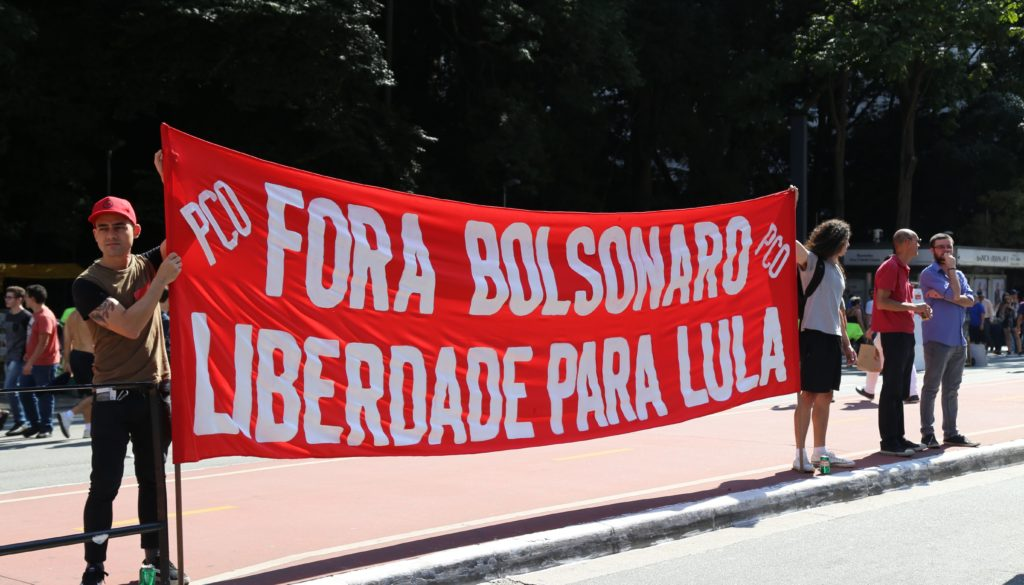 PCO
FORA BOLSONARO
PCO
LIBERDADE PARA LULA